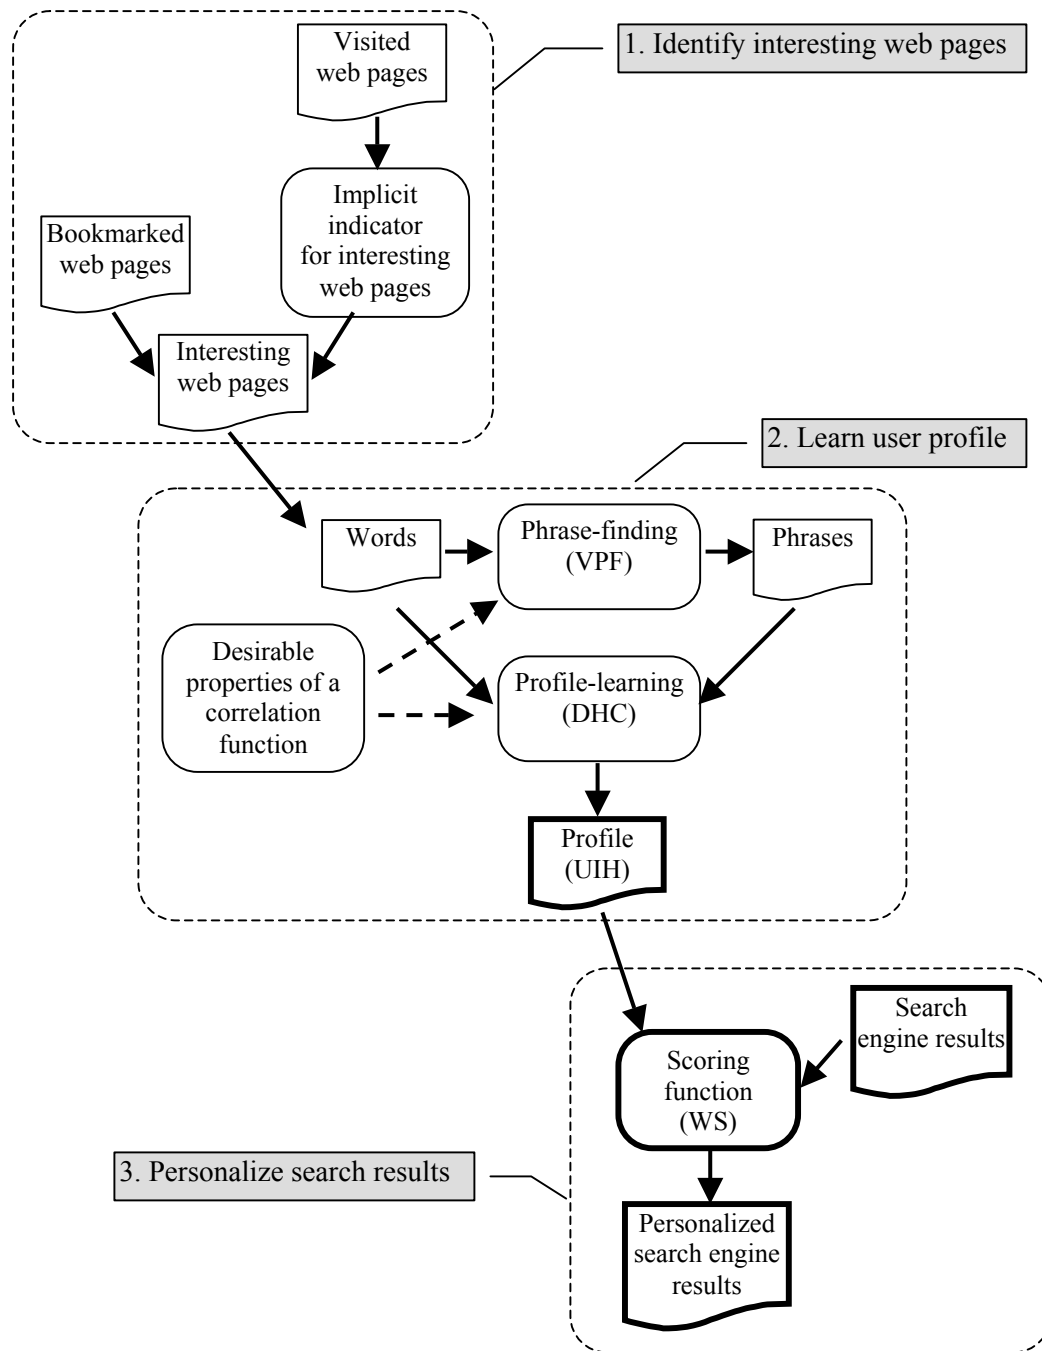 Visited
web pages
1. Identify interesting web pages
Implicit
indicator
for interesting
web pages
Bookmarked
web pages
Interesting
web pages
2. Learn user profile
Words
Phrase-finding
(VPF)
Phrases
Desirable
properties of a
correlation
function
Profile-learning
(DHC)
Profile
(UIH)
Search
engine results
Scoring
function
(WS)
3. Personalize search results
Personalized
search engine
results